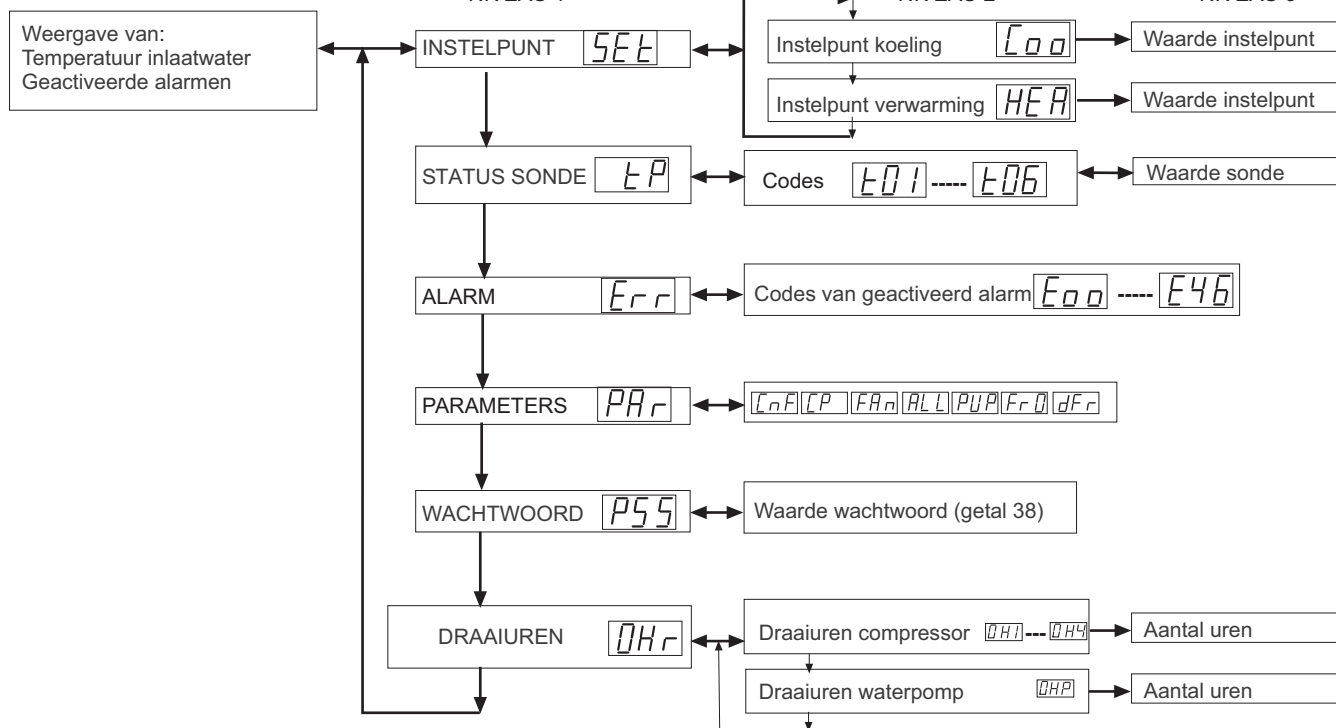 Weergave van:
Temperatuur inlaatwater
Geactiveerde alarmen
INSTELPUNT SEt
Instelpunt koeling Coo
Waarde instelpunt
Instelpunt verwarming HEA
Waarde instelpunt
STATUS SONDE tP
Codes t01 ----- t06
Waarde sonde
ALARM Err
Codes van geactiveerd alarm Eoo ----- E46
PARAMETERS PAr
CnF CP FAn ALL PUP Fr0 dFr
WACHTWOORD PSS
Waarde wachtwoord (getal 38)
DRAAIUREN OHr
Draaiuren compressor OH1 --- OH4
Aantal uren
Draaiuren waterpomp OHP
Aantal uren